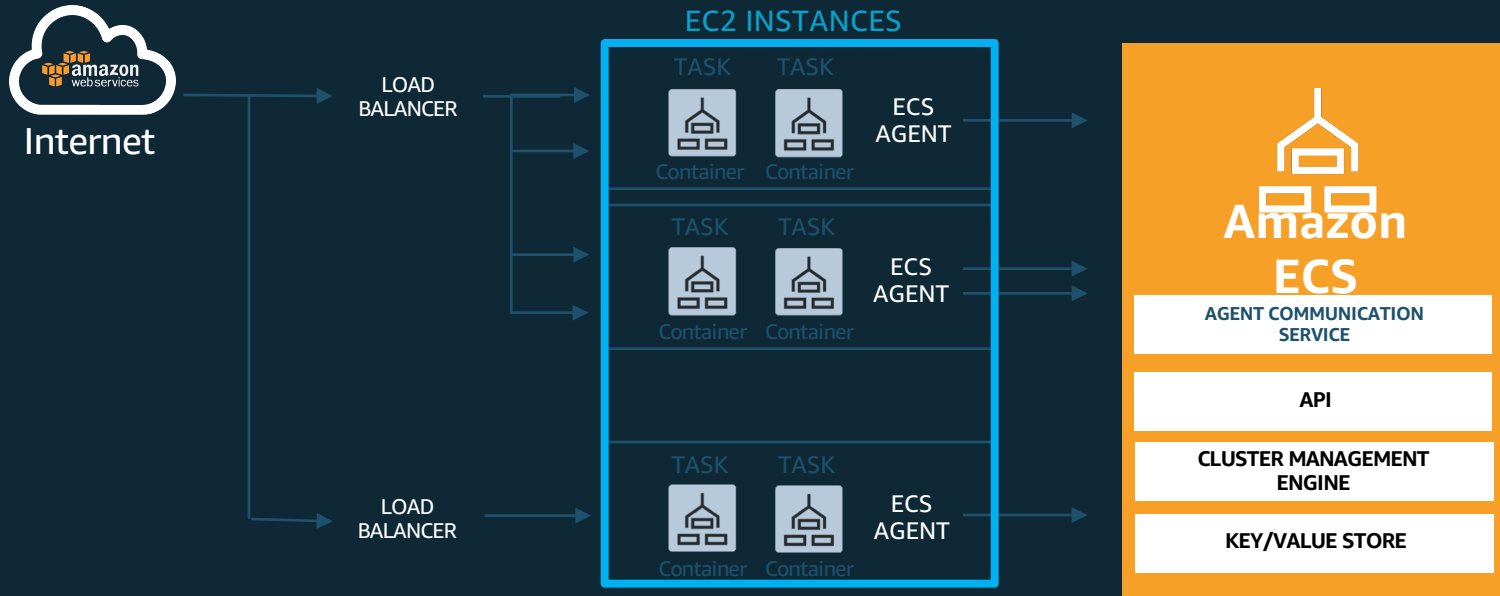 EC2 INSTANCES
amazon
webservices
Internet
LOAD
BALANCER
TASK TASK
Container Container
ECS
AGENT
TASK TASK
Container Container
ECS
AGENT
LOAD
BALANCER
TASK TASK
Container Container
ECS
AGENT
Amazon
ECS
AGENT COMMUNICATION
SERVICE
API
CLUSTER MANAGEMENT
ENGINE
KEY/VALUE STORE